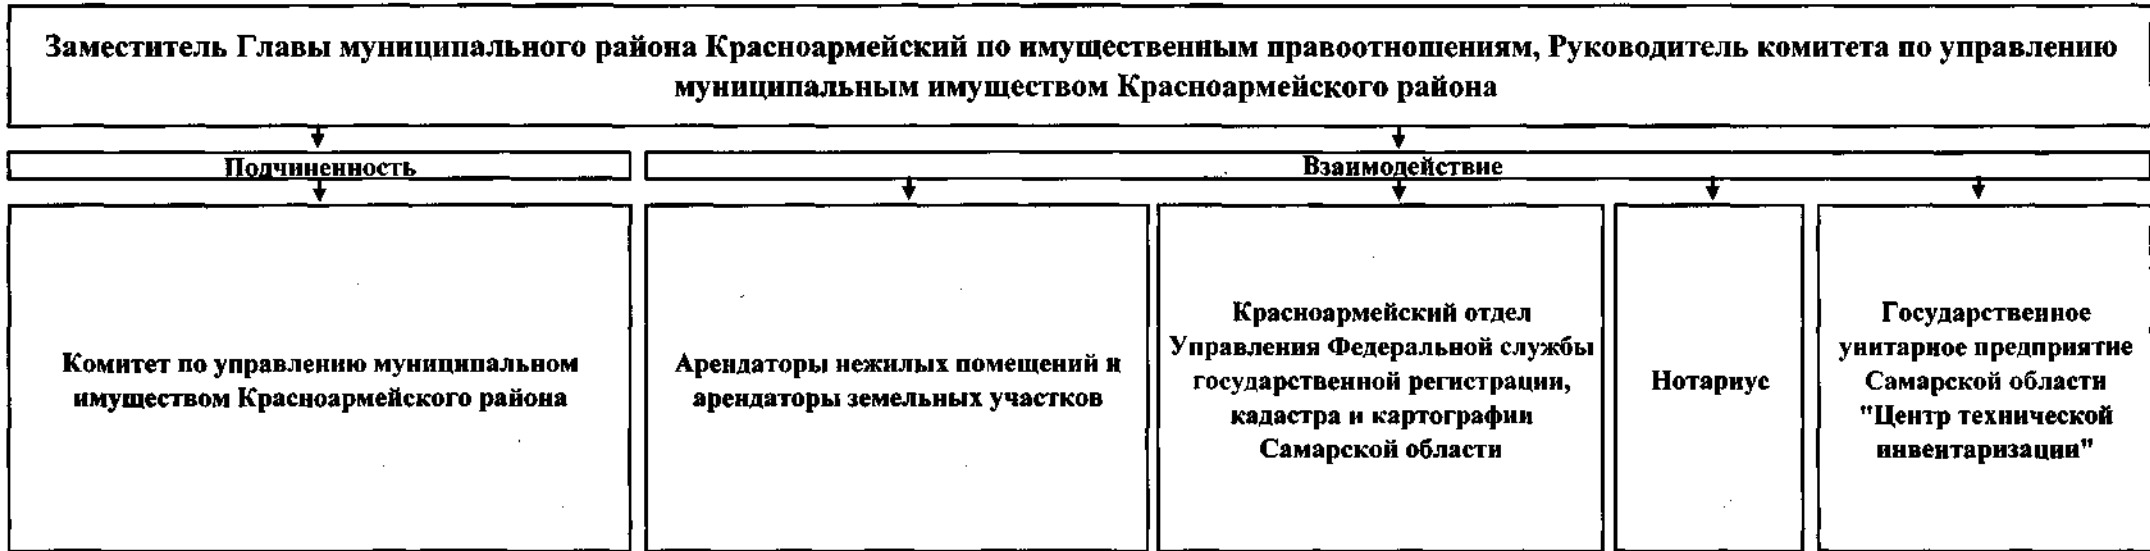 Заместитель Главы муниципального района Красноармейский по имущественным правоотношениям, Руководитель комитета по управлению
муниципальным имуществом Красноармейского района
Подчиненность
Взаимодействие
Комитет по управлению муниципальном
имуществом Красноармейского района
Арендаторы нежилых помещений и
арендаторы земельных участков
Красноармейский отдел
Управления Федеральной службы
государственной регистрации,
кадастра и картографии
Самарской области
Нотариус
Государственное
унитарное предприятие
Самарской области
"Центр технической
инвентаризации"